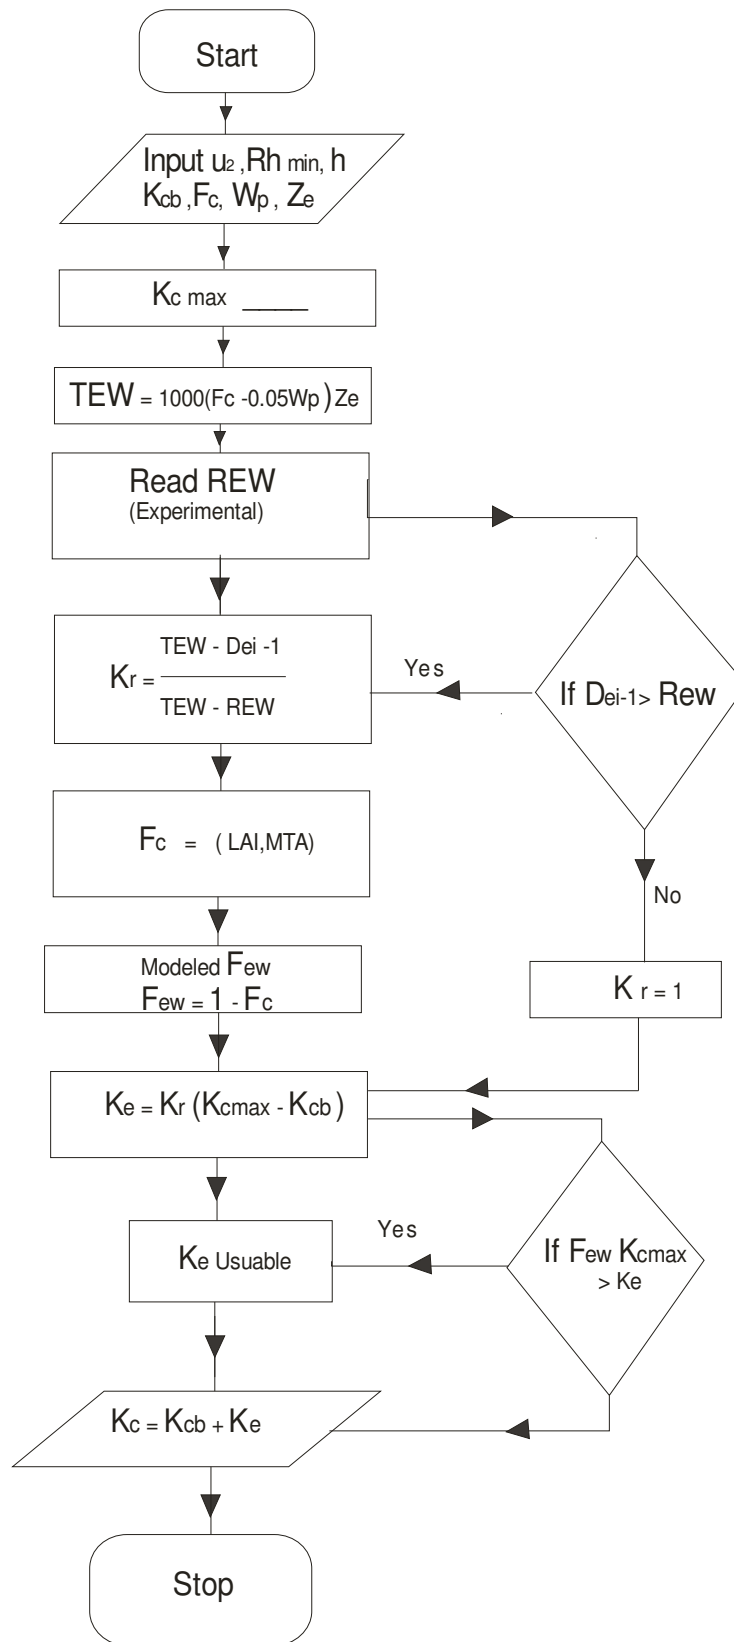 Start
Input u2 ,Rh min, h
Kcb ,Fc, Wp , Ze
Kc max ____
TEW = 1000(Fc -0.05Wp)Ze
Read REW
(Experimental)
TEW - Dei -1
Kr =
TEW - REW
Yes
If Dei-1> Rew
No
K r = 1
Fc = ( LAI,MTA)
Modeled Few
Few = 1 - Fc
Ke = Kr (Kcmax - Kcb)
Yes
If Few Kcmax
> Ke
Ke Usuable
Kc = Kcb + Ke
Stop